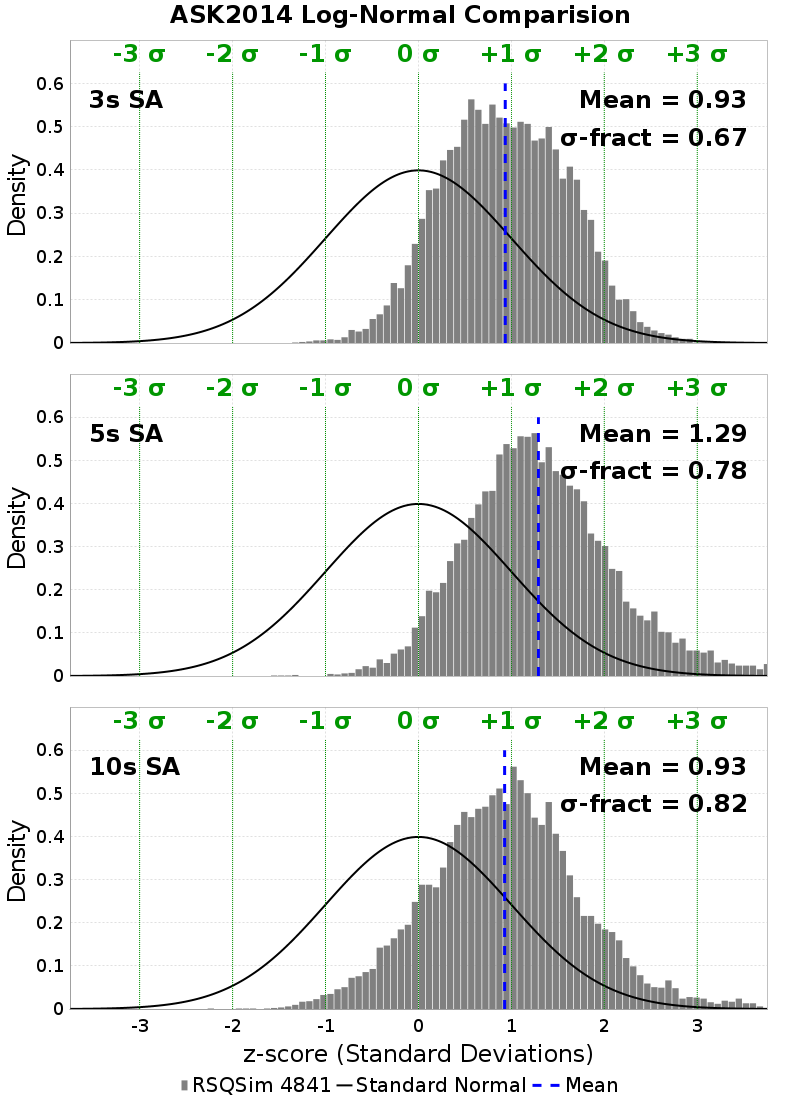 ASK2014 Log-Normal Comparision
-3 σ -2 σ -1 σ 0 σ +1 σ +2 σ +3 σ
3s SA
Mean = 0.93
σ-fract = 0.67
0.6
0.5
0.4
0.3
0.2
0.1
0
Density
-3 σ -2 σ -1 σ 0 σ +1 σ +2 σ +3 σ
5s SA
Mean = 1.29
σ-fract = 0.78
0.6
0.5
0.4
0.3
0.2
0.1
0
Density
-3 σ -2 σ -1 σ 0 σ +1 σ +2 σ +3 σ
10s SA
Mean = 0.93
σ-fract = 0.82
0.6
0.5
0.4
0.3
0.2
0.1
0
Density
-3 -2 -1 0 1 2 3
z-score (Standard Deviations)
RSQSim 4841 Standard Normal Mean